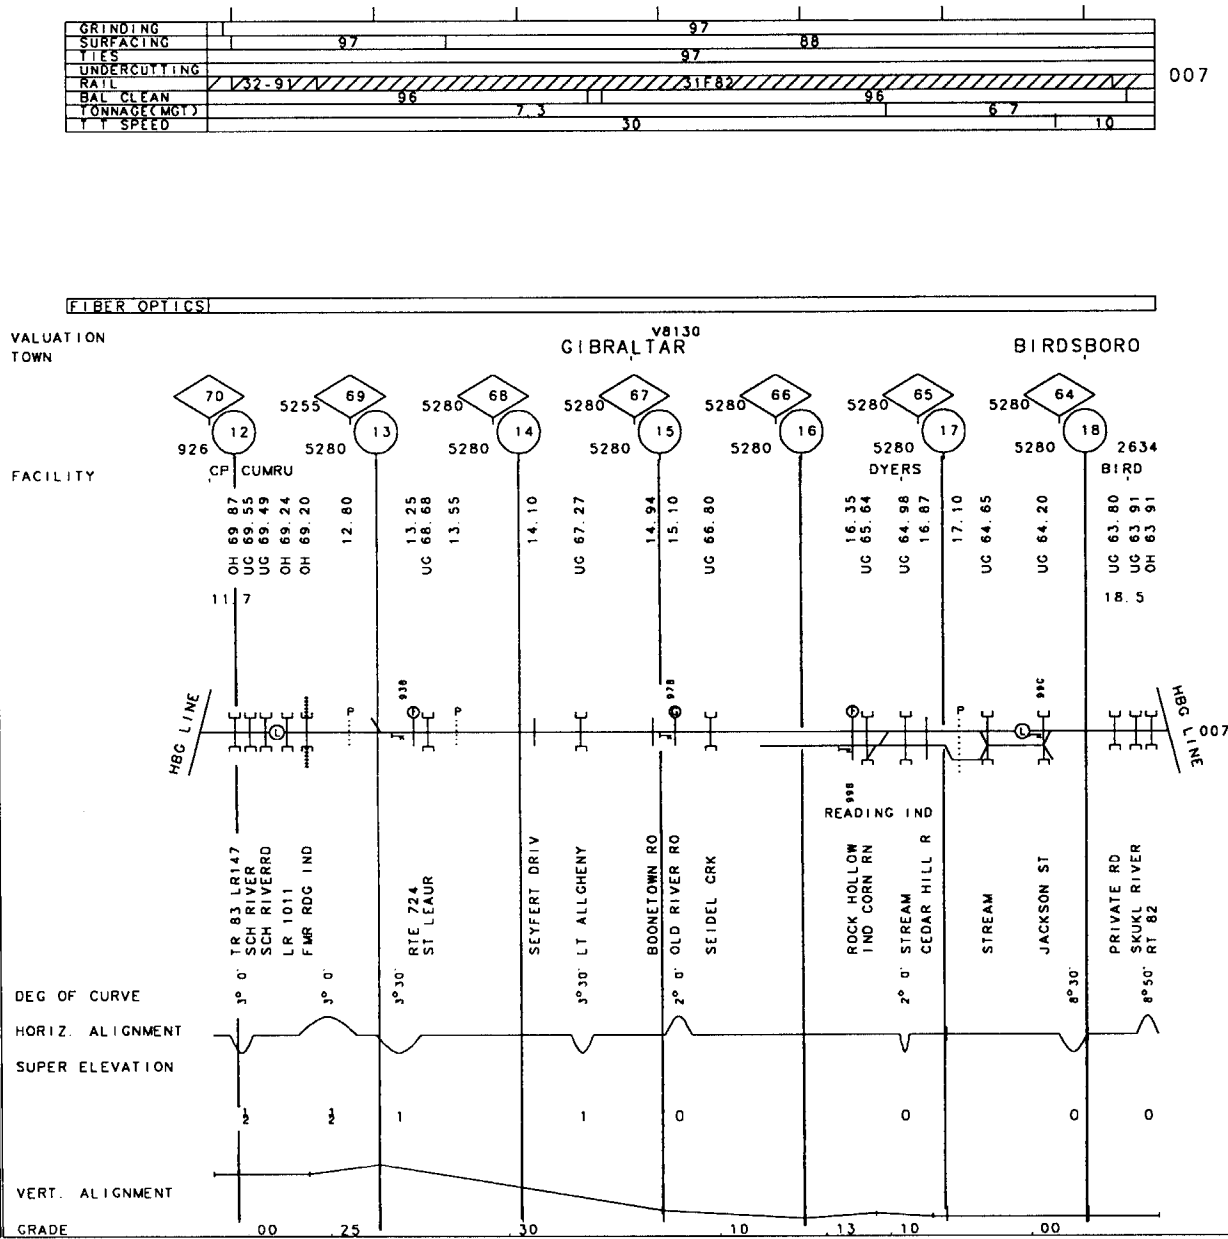 GRINDING 97
SURFACING 97 88
TIES 97
UNDERCUTTING
RAIL 32-91 31F82
BAL CLEAN 96 96
TONNAGE(MGT) 7.3 6 7
T T SPEED 30 10
007
FIBER OPTICS
VALUATION V8130
TOWN GIBRALTAR BIRDSBORO
70 69 68 67 66 65 64
5255 5280 5280 5280 5280 5280
12 13 14 15 16 17 18
926 5280 5280 5280 5280 5280 5280 2634
FACILITY CP CUMRU DYERS BIRD
OH 69 87
UG 69.55
UG 69.49
OH 69.24
OH 69.20
12.80
13.25
UG 68.68
13.55
14.10
UG 67.27
14.94
15.10
UG 66.80
16.35
UG 65.64
UG 64.98
16.87
17.10
UG 64.65
UG 64.20
UG 63.80
UG 63 91
OH 63 91
11 7 18.5
HBG LINE L P 938 P 978 P 99C L HBG LINE 007
998
READING IND
TR 83 LR147
SCH RIVER
SCH RIVERRD
LR 1011
FMR RDG IND
RTE 724
ST LEAUR
SEYFERT DRIV
LT ALLGHENY
BOONETOWN RO
OLD RIVER RO
SEIDEL CRK
ROCK HOLLOW
IND CORN RN
STREAM
CEDAR HILL R
STREAM
JACKSON ST
PRIVATE RD
SKUKL RIVER
RT 82
DEG OF CURVE 3° 0' 3° 0' 3°30' 3°30' 2° 0' 2° 0' 8°30' 8°50'
HORIZ. ALIGNMENT
SUPER ELEVATION
1/2 1/2 1 1 0 0 0 0
VERT. ALIGNMENT
GRADE 00 .25 .30 .10 .13 .10 .00